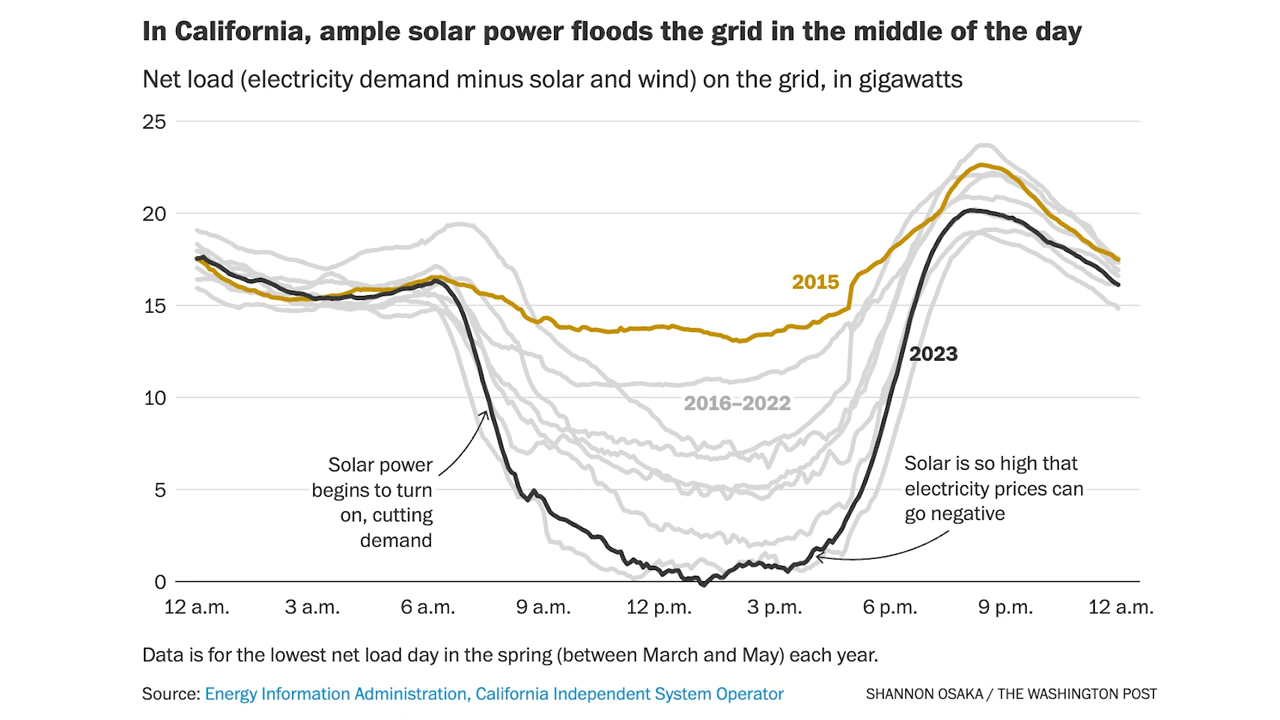 In California, ample solar power floods the grid in the middle of the day
Net load (electricity demand minus solar and wind) on the grid, in gigawatts
25
20
15
10
5
0
2015
2023
2016–2022
Solar power
begins to turn
on, cutting
demand
Solar is so high that
electricity prices can
go negative
12 a.m.
3 a.m.
6 a.m.
9 a.m.
12 p.m.
3 p.m.
6 p.m.
9 p.m.
12 a.m.
Data is for the lowest net load day in the spring (between March and May) each year.
Source: Energy Information Administration, California Independent System Operator
SHANNON OSAKA / THE WASHINGTON POST